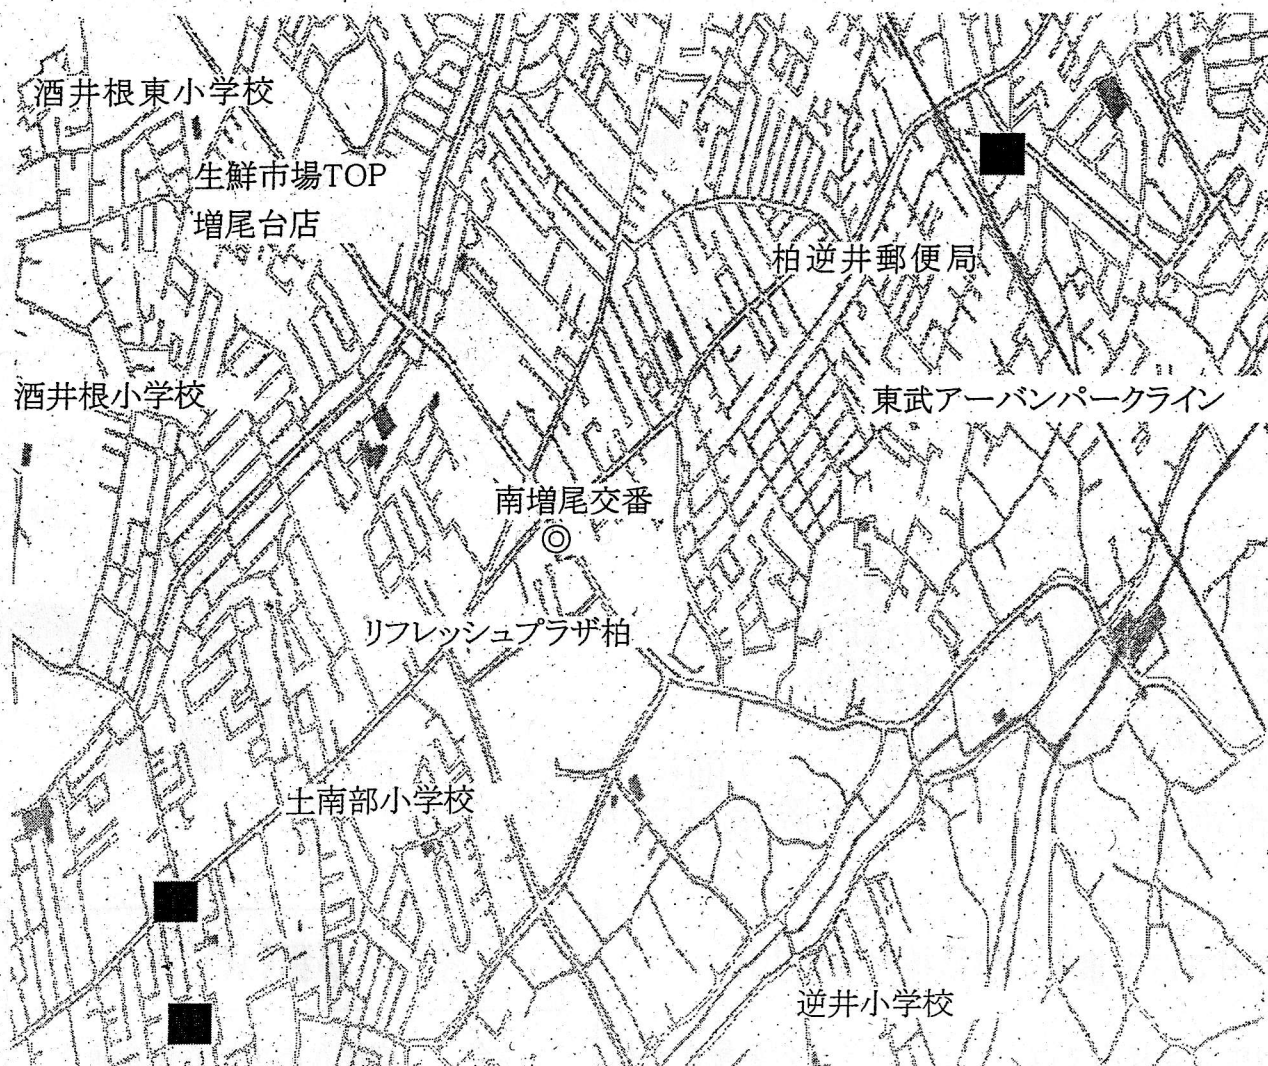 酒井根東小学校
生鮮市場TOP
増尾台店
柏逆井郵便局
酒井根小学校
東武アーバンパークライン
南増尾交番
リフレッシュプラザ柏
土南部小学校
逆井小学校